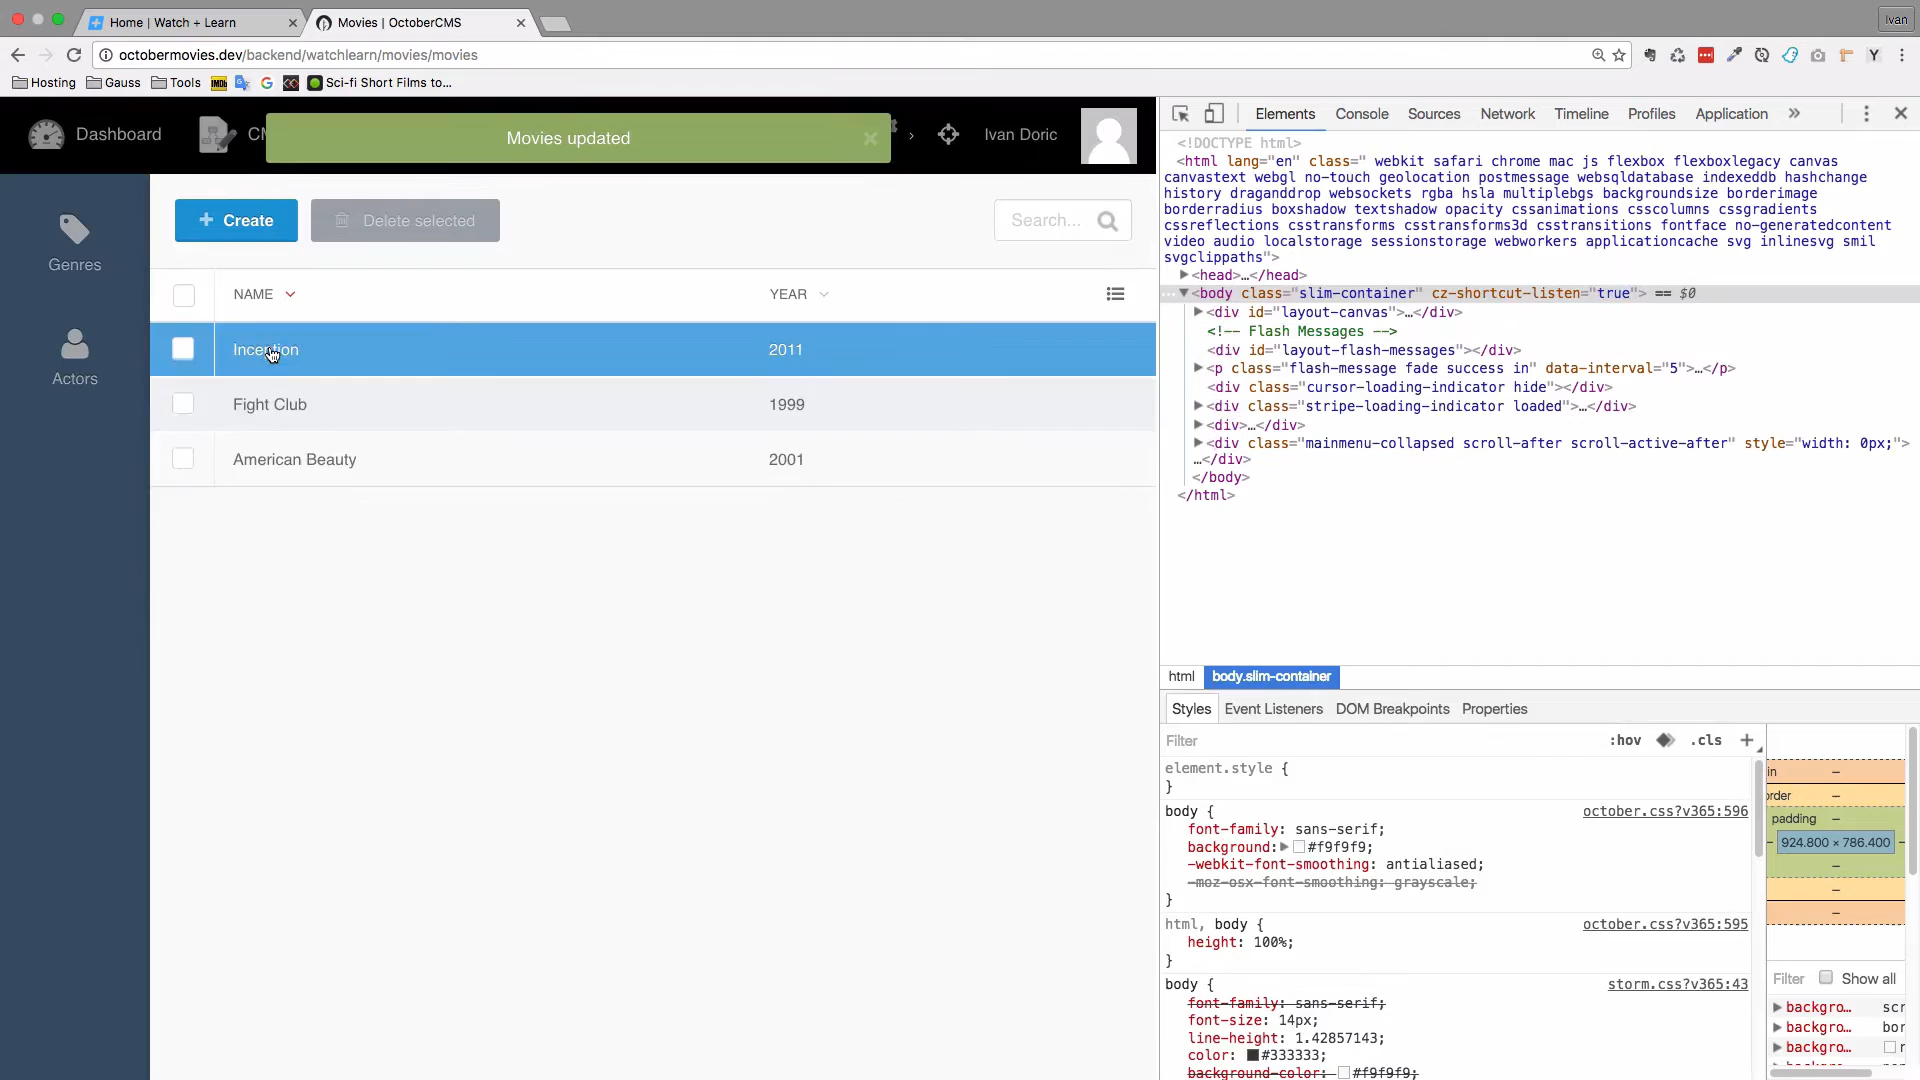 Home | Watch + Learn
Movies | OctoberCMS
Ivan
octobermovies.dev/backend/watchlearn/movies/movies
Hosting Gauss Tools IMDb Sci-fi Short Films to...
Dashboard
Movies updated
Ivan Doric
Genres
Actors
+ Create
Delete selected
Search...
NAME YEAR
Inception 2011
Fight Club 1999
American Beauty 2001
Elements Console Sources Network Timeline Profiles Application »
<!DOCTYPE html>
<html lang="en" class=" webkit safari chrome mac js flexbox flexboxlegacy canvas
canvastext webgl no-touch geolocation postmessage websqldatabase indexeddb hashchange
history draganddrop websockets rgba hsla multiplebgs backgroundsize borderimage
borderradius boxshadow textshadow opacity cssanimations csscolumns cssgradients
cssreflections csstransforms csstransforms3d csstransitions fontface no-generatedcontent
video audio localstorage sessionstorage webworkers applicationcache svg inlinesvg smil
svgclippaths">
<head>…</head>
<body class="slim-container" cz-shortcut-listen="true"> == $0
<div id="layout-canvas">…</div>
<!-- Flash Messages -->
<div id="layout-flash-messages"></div>
<p class="flash-message fade success in" data-interval="5">…</p>
<div class="cursor-loading-indicator hide"></div>
<div class="stripe-loading-indicator loaded">…</div>
<div>…</div>
<div class="mainmenu-collapsed scroll-after scroll-active-after" style="width: 0px;">
…</div>
</body>
</html>
html body.slim-container
Styles Event Listeners DOM Breakpoints Properties
Filter :hov .cls +
element.style {
}
body { october.css?v365:596
font-family: sans-serif;
background: #f9f9f9;
-webkit-font-smoothing: antialiased;
-moz-osx-font-smoothing: grayscale;
}
html, body { october.css?v365:595
height: 100%;
}
body { storm.css?v365:43
font-family: sans-serif;
font-size: 14px;
line-height: 1.42857143;
color: #333333;
background-color: #f9f9f9;
in –
order –
padding –
924.800 × 786.400
Filter Show all
backgro… scr
backgro… bor
backgro… r